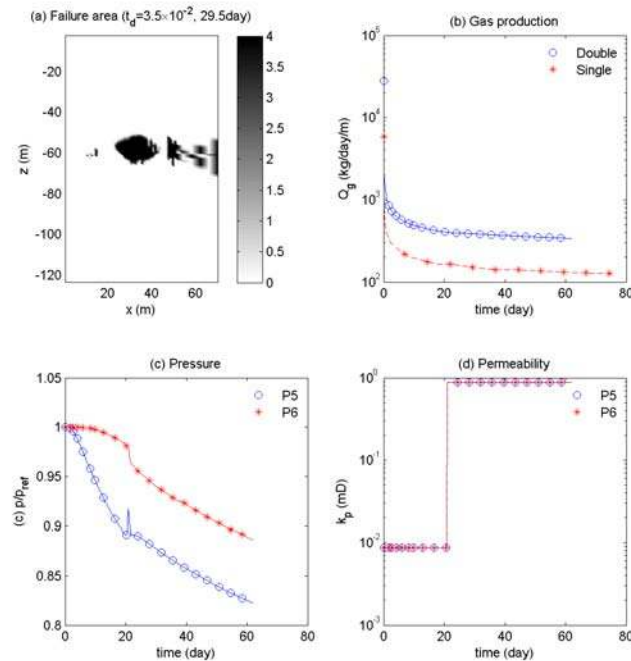 (a) Failure area (t_d=3.5×10^-2, 29.5day)
z (m)
-20
-40
-60
-80
-100
-120
20 40 60
x (m)
4
3.5
3
2.5
2
1.5
1
0.5
0
(b) Gas production
Double
Single
Q_g (kg/day/m)
10^5
10^4
10^3
10^2
0 20 40 60 80
time (day)
(c) Pressure
P5
P6
(c) p/p_ref
1.05
1
0.95
0.9
0.85
0.8
0 20 40 60 80
time (day)
(d) Permeability
P5
P6
k_p (mD)
10^0
10^-1
10^-2
10^-3
0 20 40 60 80
time (day)